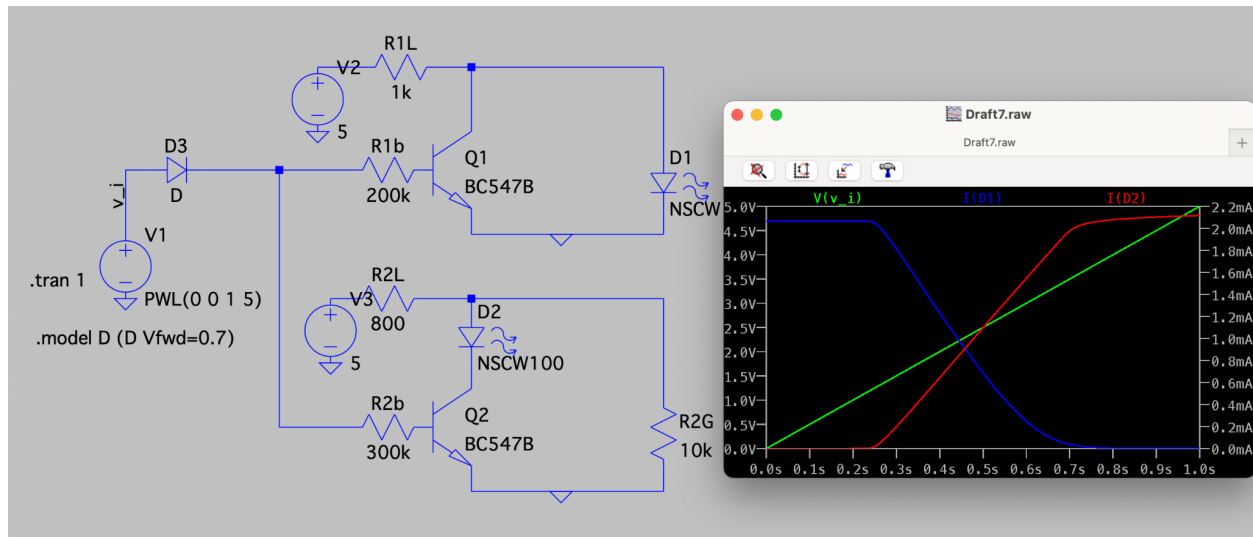 R1L
V2
1k
5
D3
D
v_i
R1b
200k
Q1
BC547B
D1
NSCW
V1
.tran 1
PWL(0 0 1 5)
.model D (D Vfwd=0.7)
R2L
V3
800
5
D2
NSCW100
R2b
300k
Q2
BC547B
R2G
10k
Draft7.raw
Draft7.raw
V(v_i) I(D1) I(D2)
5.0V 2.2mA
4.5V 2.0mA
4.0V 1.8mA
3.5V 1.6mA
3.0V 1.4mA
2.5V 1.2mA
2.0V 1.0mA
1.5V 0.8mA
1.0V 0.6mA
0.5V 0.4mA
0.0V 0.2mA
0.0mA
0.0s 0.1s 0.2s 0.3s 0.4s 0.5s 0.6s 0.7s 0.8s 0.9s 1.0s